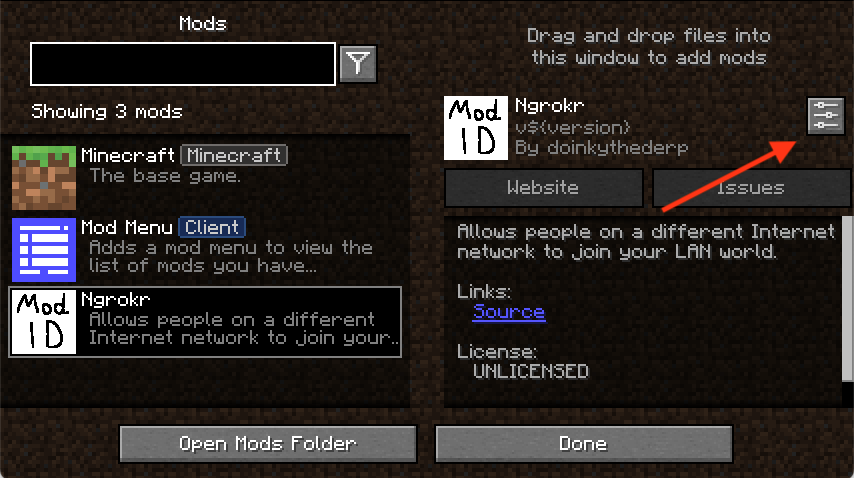 Mods
Drag and drop files into
this window to add mods
Showing 3 mods
Minecraft Minecraft
The base game.
Mod Menu Client
Adds a mod menu to view the
list of mods you have...
Mod
ID
Ngrokr
Allows people on a different
Internet network to join your..
Mod
ID
Ngrokr
v${version}
By doinkythederp
Website
Issues
Allows people on a different Internet
network to join your LAN world.
Links:
Source
License:
UNLICENSED
Open Mods Folder
Done